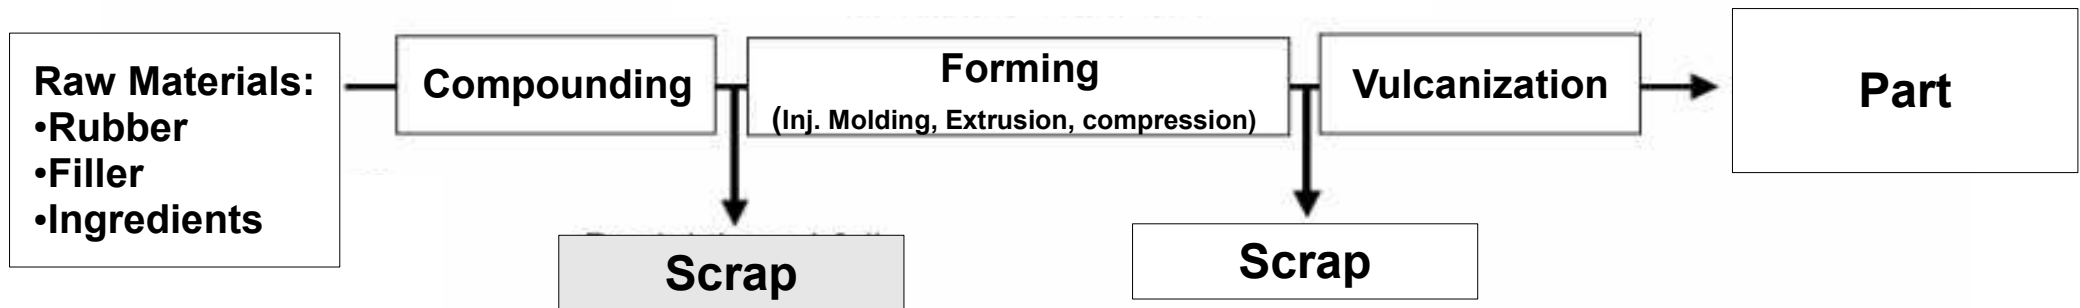 Raw Materials:
•Rubber
•Filler
•Ingredients
Compounding
Forming
(Inj. Molding, Extrusion, compression)
Vulcanization
Part
Scrap
Scrap